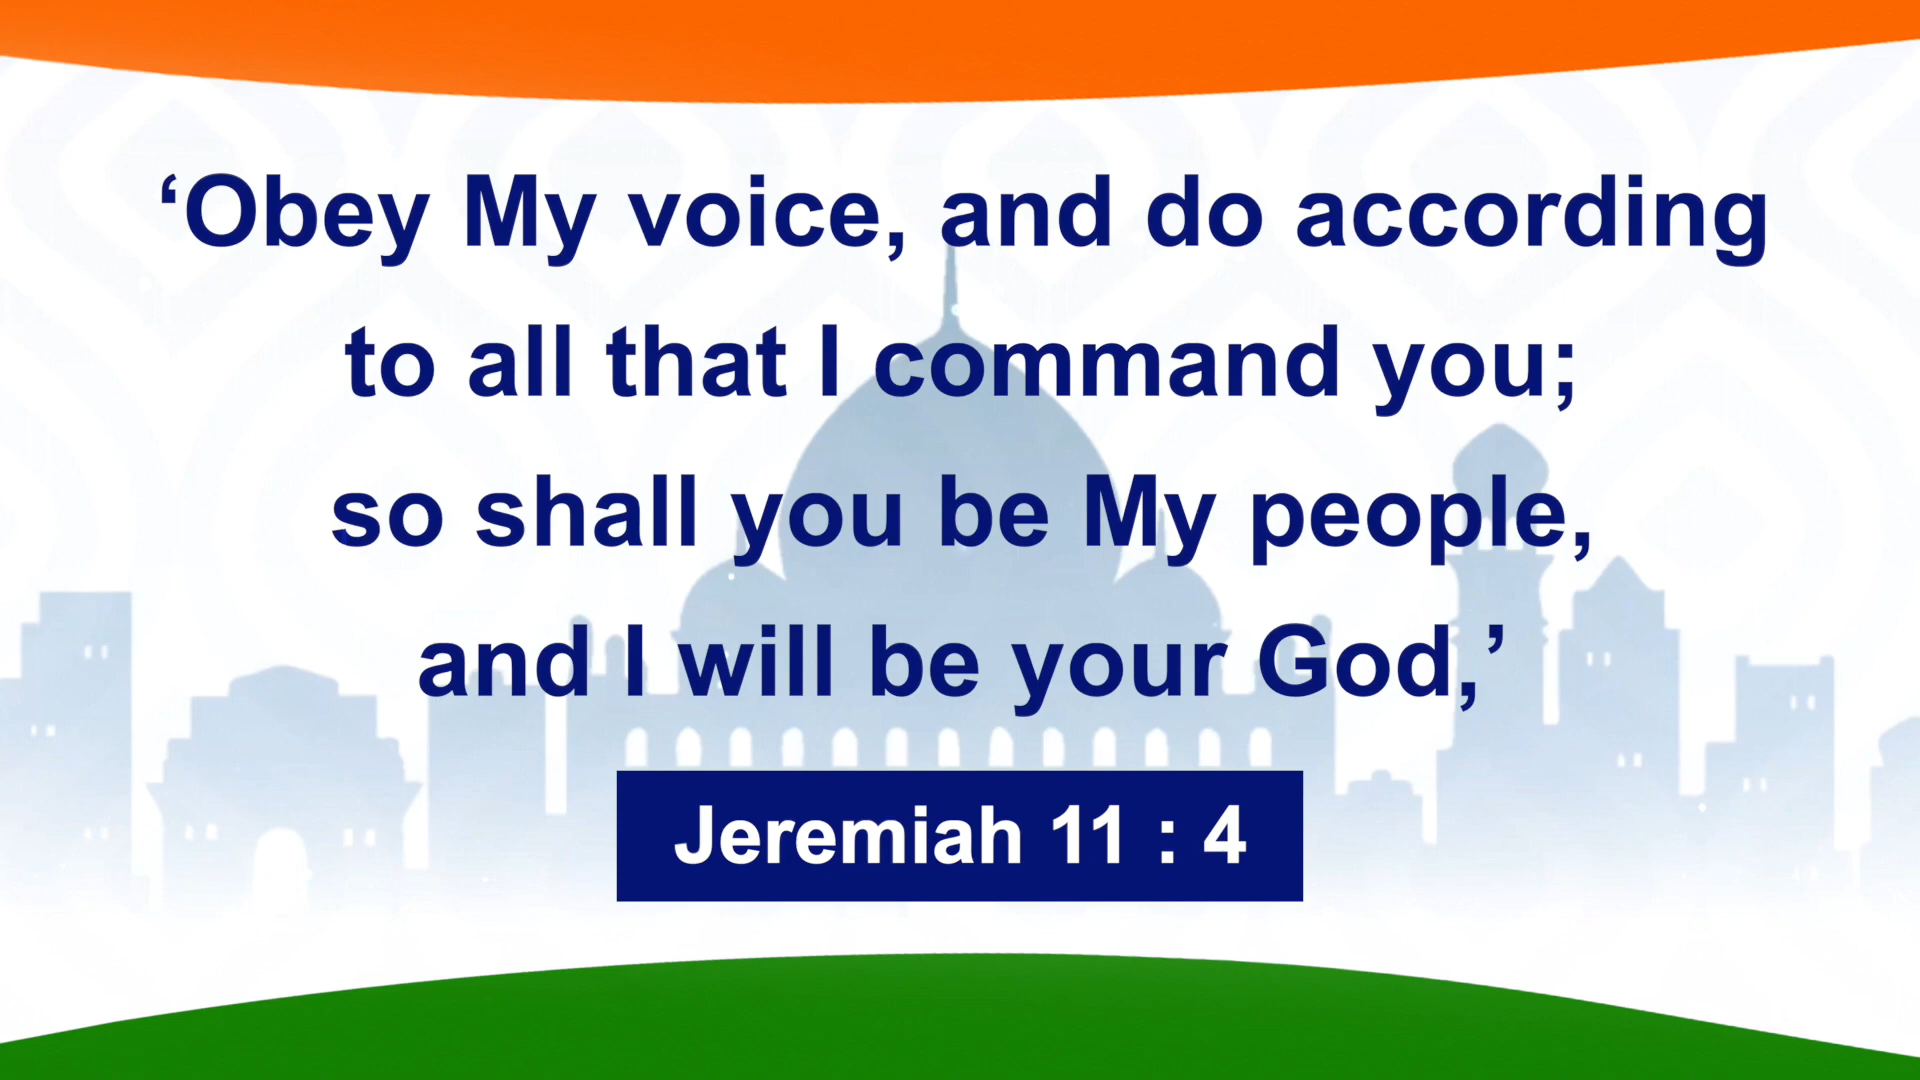 ‘Obey My voice, and do according
to all that I command you;
so shall you be My people,
and I will be your God,’
Jeremiah 11 : 4